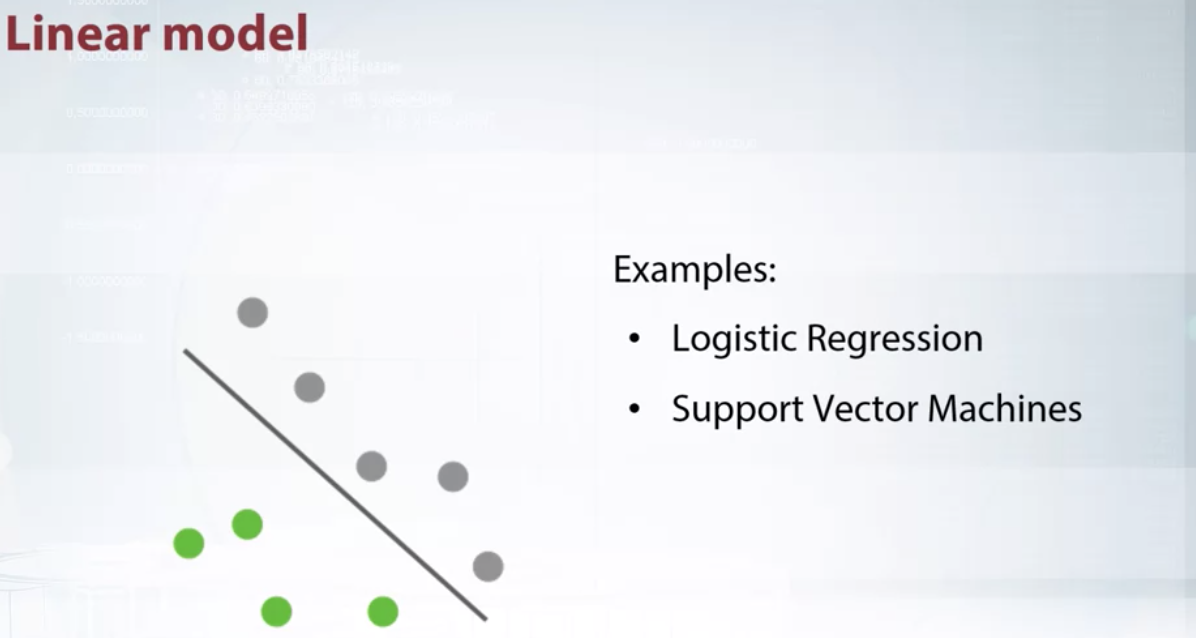 Linear model
Examples:
• Logistic Regression
• Support Vector Machines